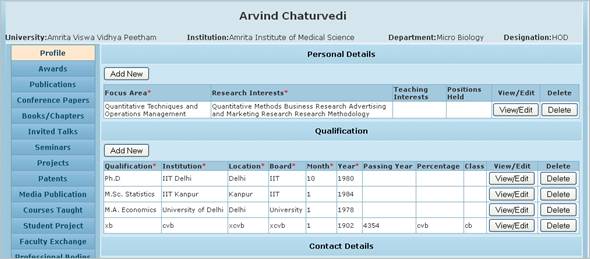 Arvind Chaturvedi
University:Amrita Viswa Vidhya Peetham Institution:Amrita Institute of Medical Science Department:Micro Biology Designation:HOD
Profile
Awards
Publications
Conference Papers
Books/Chapters
Invited Talks
Seminars
Projects
Patents
Media Publication
Courses Taught
Student Project
Faculty Exchange
Professional Bodies
Personal Details
Add New
Focus Area* Research Interests* Teaching Interests Positions Held View/Edit Delete
Quantitative Techniques and Operations Management Quantitative Methods Business Research Advertising and Marketing Research Research Methodology View/Edit Delete
Qualification
Add New
Qualification* Institution* Location* Board* Month* Year* Passing Year Percentage Class View/Edit Delete
Ph.D IIT Delhi Delhi IIT 10 1980 View/Edit Delete
M.Sc. Statistics IIT Kanpur Kanpur IIT 1 1984 View/Edit Delete
M.A. Economics University of Delhi Delhi University 1 1978 View/Edit Delete
xb cvb xcvb xcvb 1 1902 4354 cvb cb View/Edit Delete
Contact Details